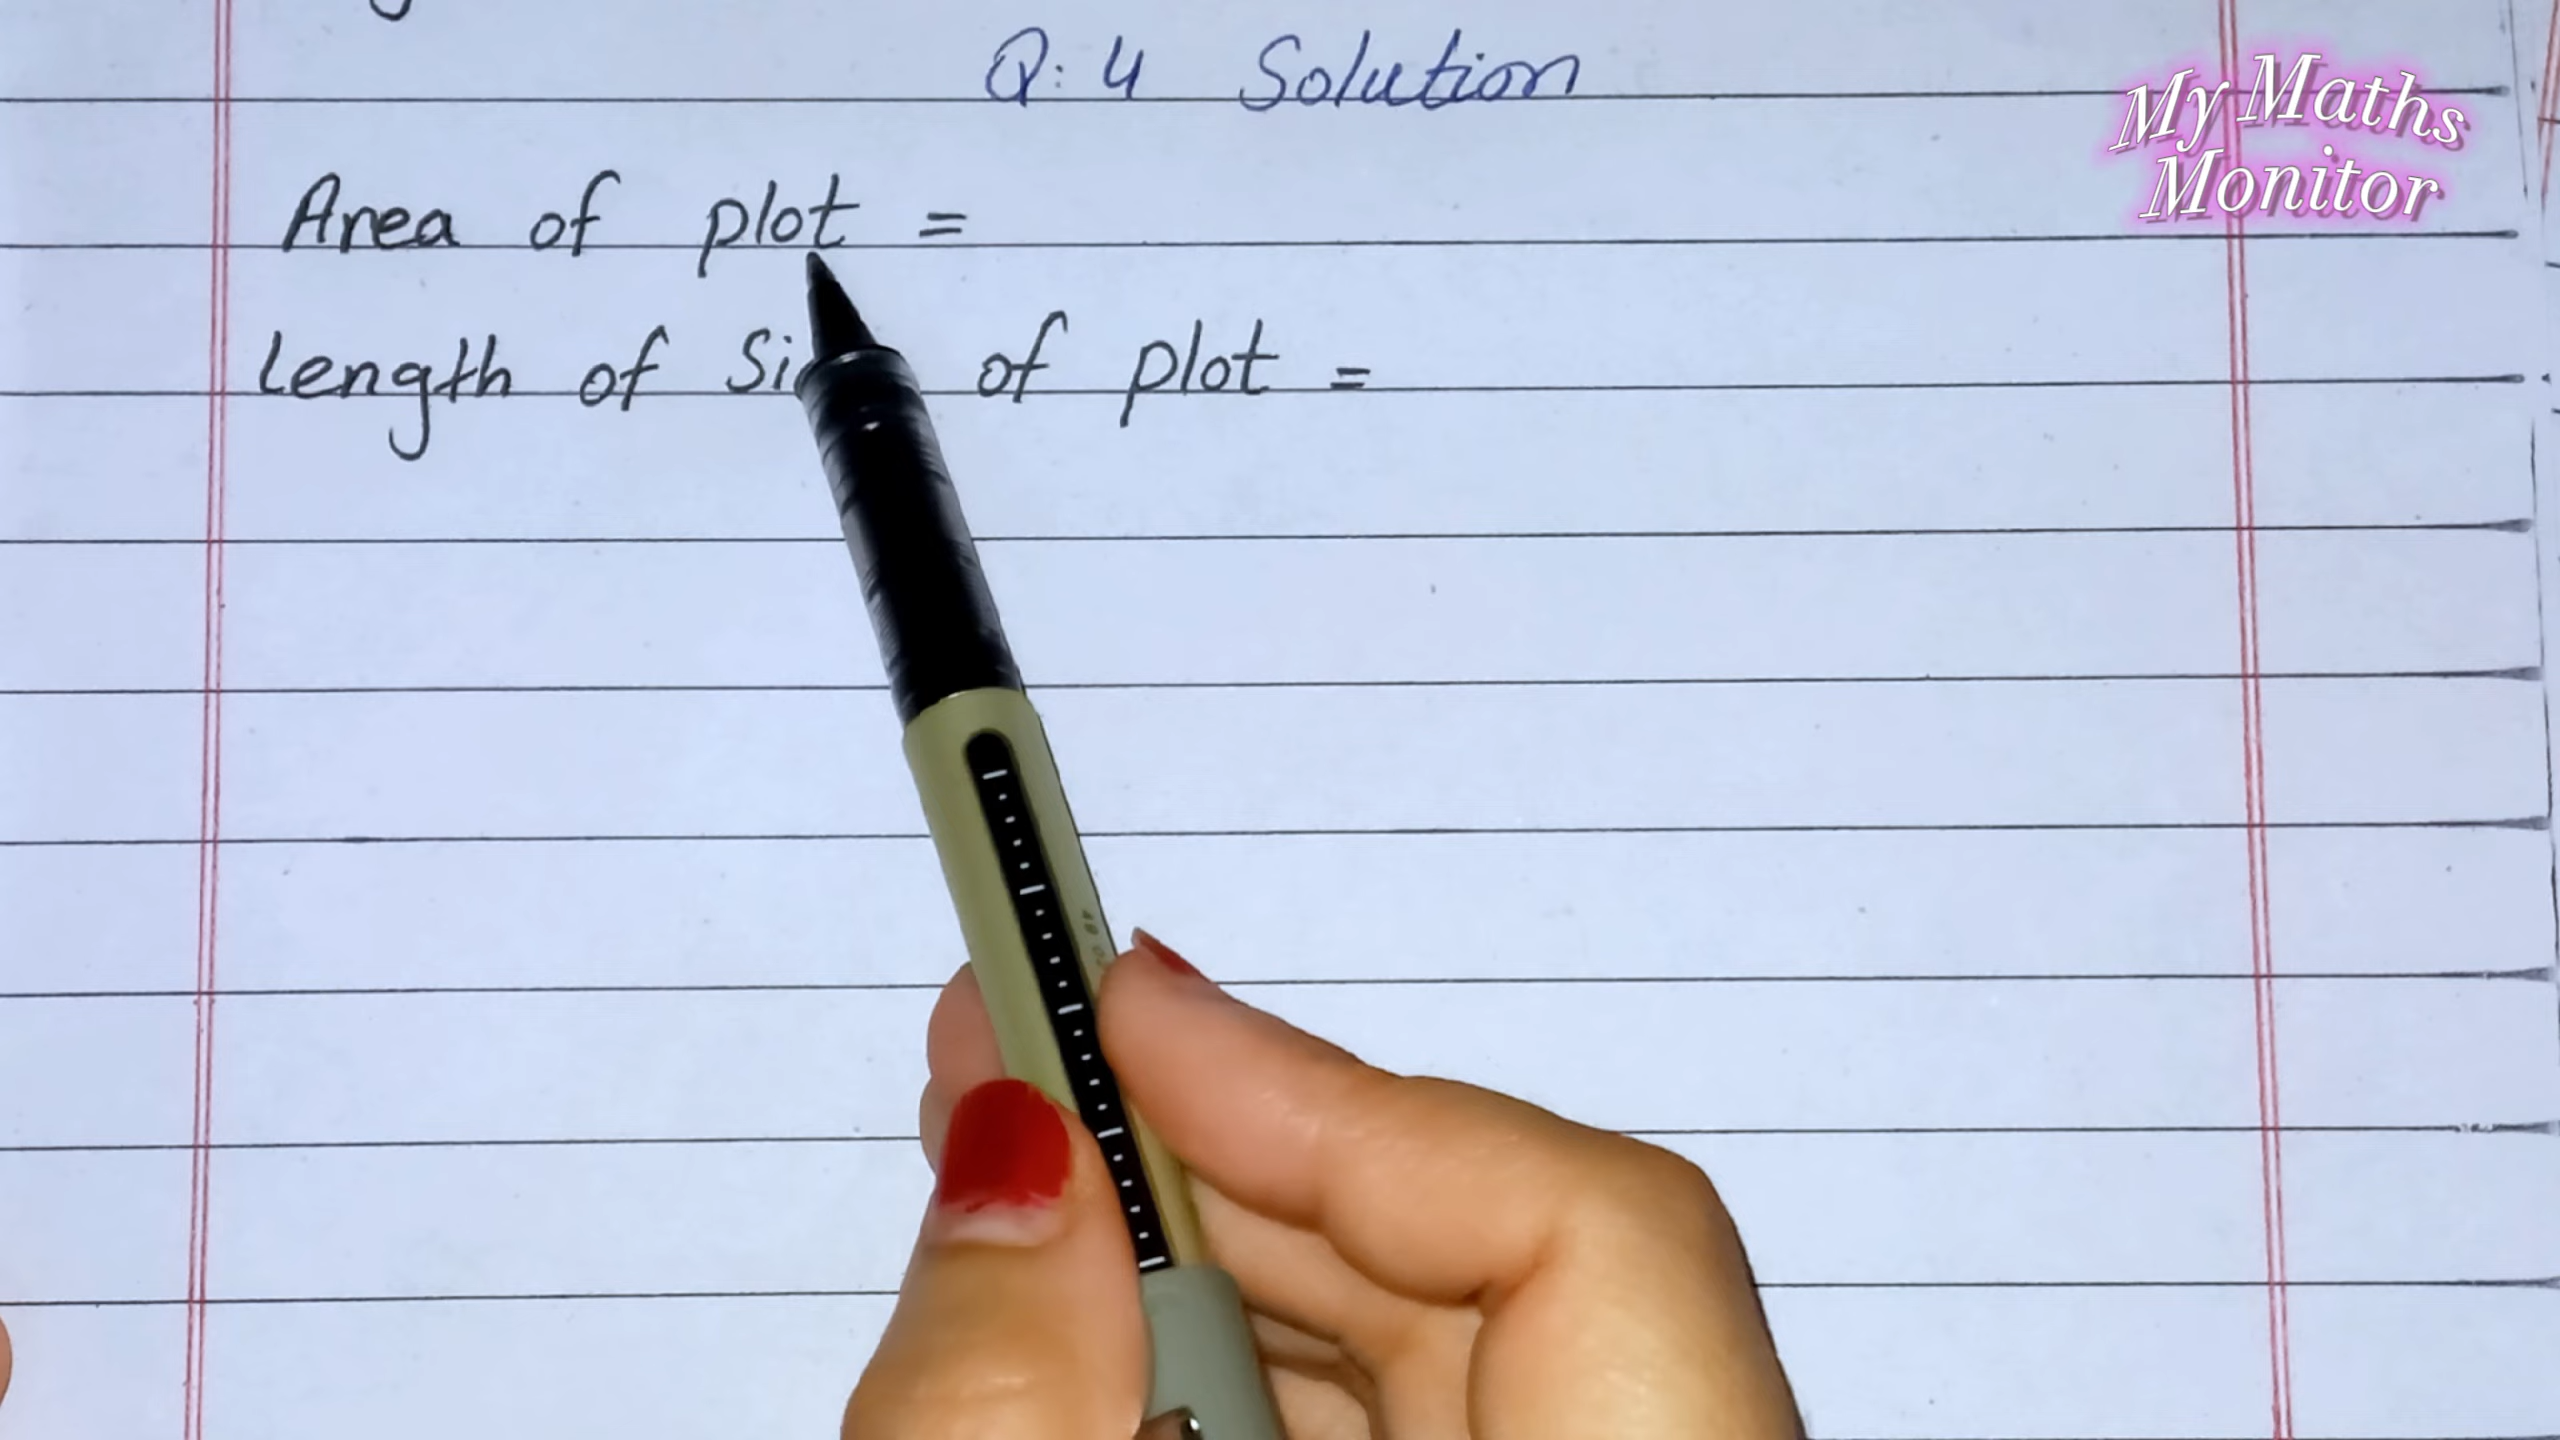 Q: 4 Solution
My Maths
Monitor
Area of plot =
Length of of plot =